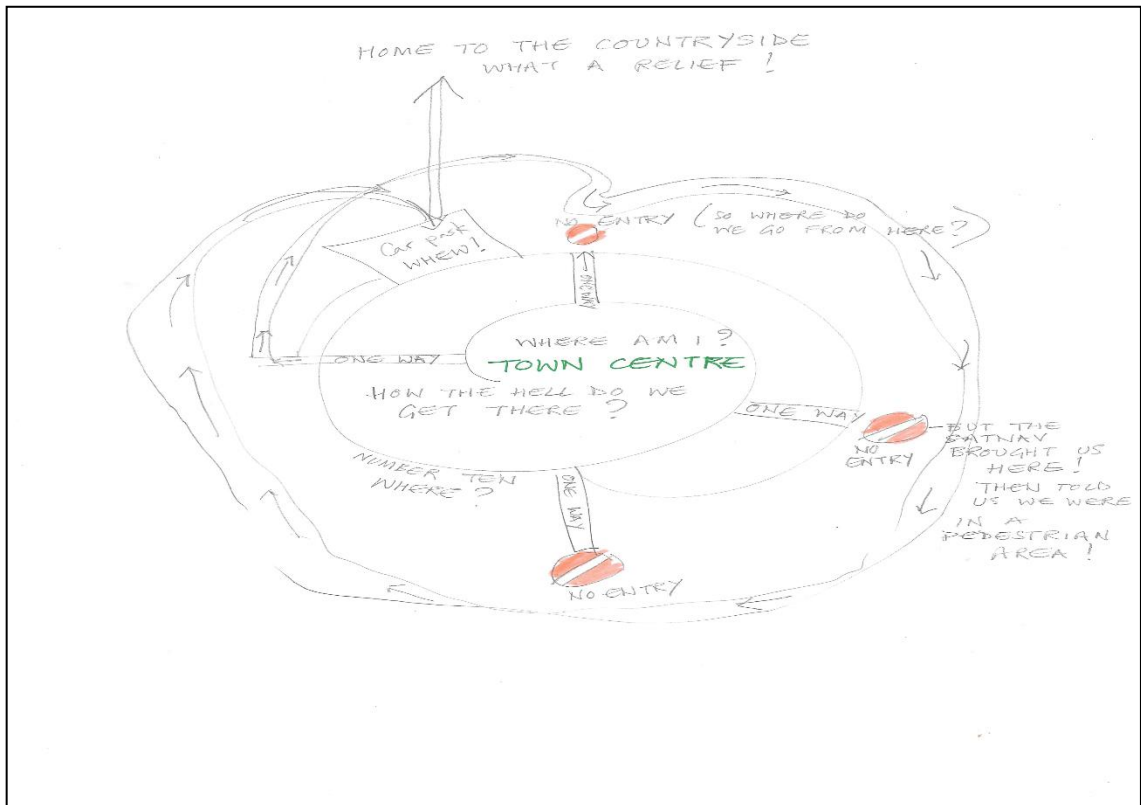 HOME TO THE COUNTRYSIDE
WHAT A RELIEF!
NO ENTRY (SO WHERE DO
WE GO FROM HERE?)
Car park
WHEW!
ONE WAY
WHERE AM I?
ONE WAY
TOWN CENTRE
HOW THE HELL DO WE
GET THERE?
ONE WAY
NO
ENTRY
BUT THE
SATNAV
BROUGHT US
HERE!
THEN TOLD
US WE WERE
IN A
PEDESTRIAN
AREA!
NUMBER TEN
WHERE?
ONE WAY
NO ENTRY